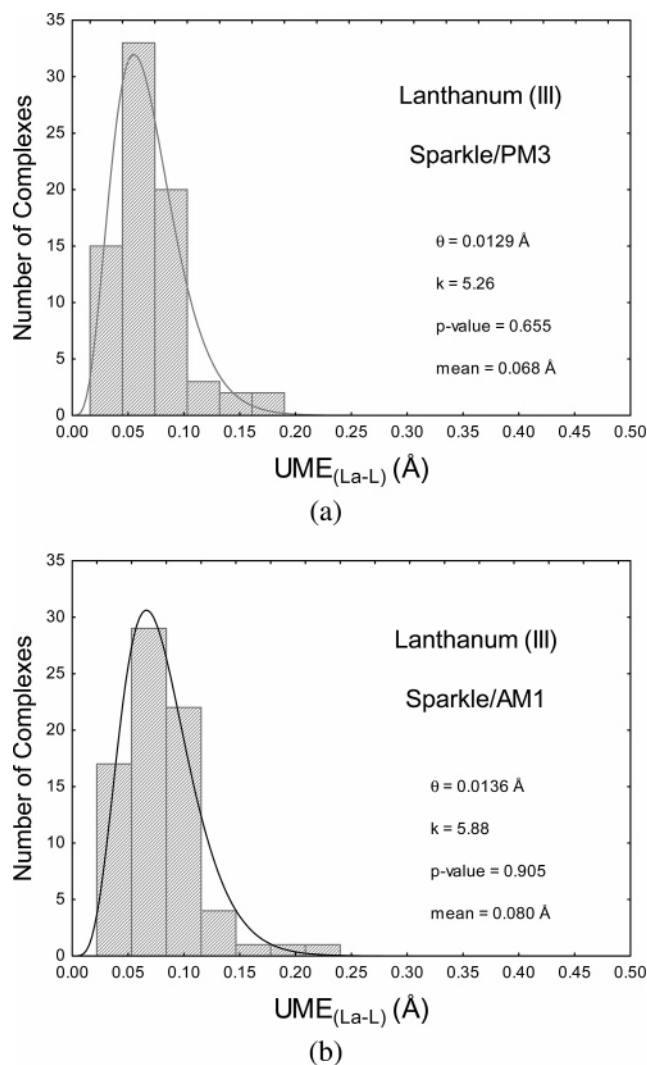 35
30
25
20
15
10
5
0
Number of Complexes
Lanthanum (III)
Sparkle/PM3
θ = 0.0129 Å
k = 5.26
p-value = 0.655
mean = 0.068 Å
0.00 0.05 0.10 0.15 0.20 0.25 0.30 0.35 0.40 0.45 0.50
UME(La-L) (Å)
(a)
35
30
25
20
15
10
5
0
Number of Complexes
Lanthanum (III)
Sparkle/AM1
θ = 0.0136 Å
k = 5.88
p-value = 0.905
mean = 0.080 Å
0.00 0.05 0.10 0.15 0.20 0.25 0.30 0.35 0.40 0.45 0.50
UME(La-L) (Å)
(b)